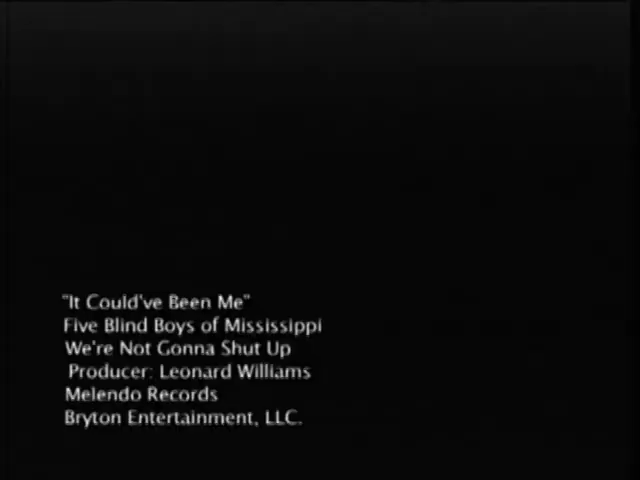 "It Could've Been Me"
Five Blind Boys of Mississippi
We're Not Gonna Shut Up
Producer: Leonard Williams
Melendo Records
Bryton Entertainment, LLC.